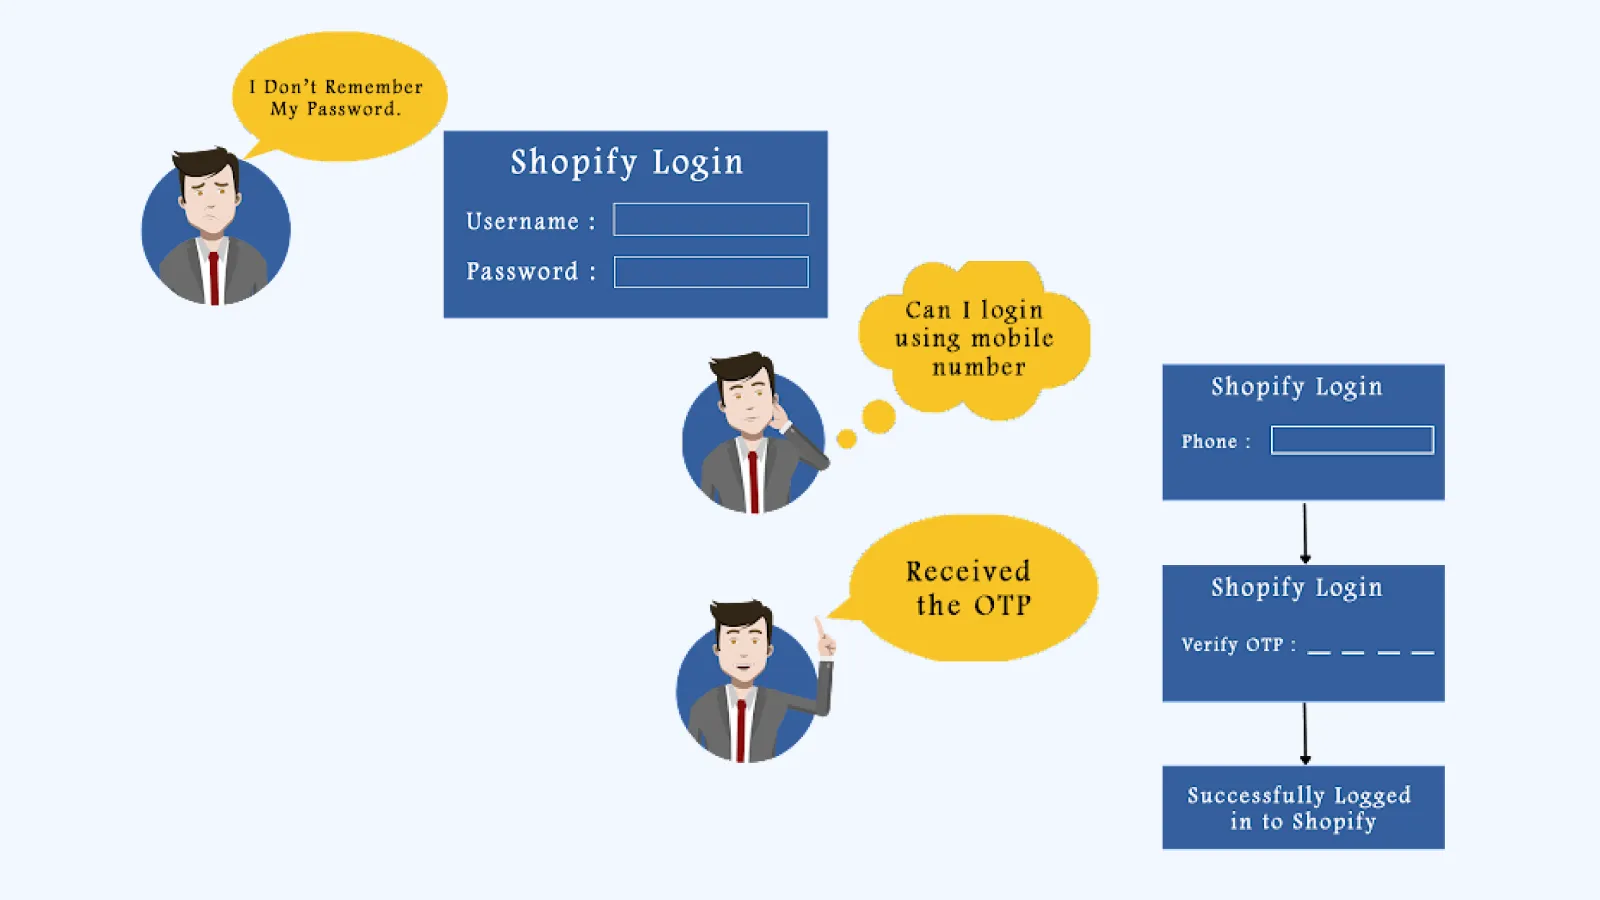 I Don't Remember
My Password.
Shopify Login
Username :
Password :
Can I login
using mobile
number
Shopify Login
Phone :
Received
the OTP
Shopify Login
Verify OTP : _ _ _ _
Successfully Logged
in to Shopify